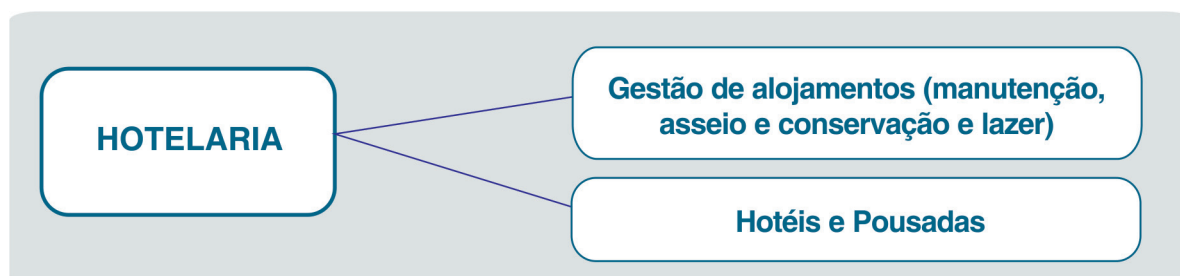 HOTELARIA
Gestão de alojamentos (manutenção,
asseio e conservação e lazer)
Hotéis e Pousadas